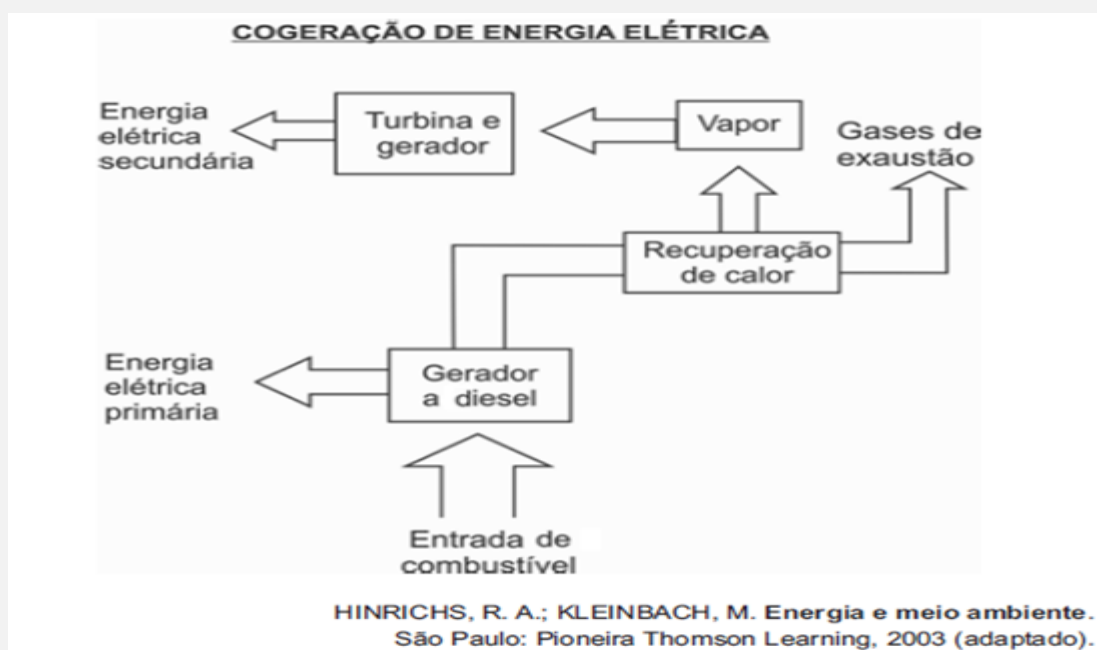 COGERAÇÃO DE ENERGIA ELÉTRICA
Energia
elétrica
secundária
Turbina e
gerador
Vapor
Gases de
exaustão
Recuperação
de calor
Energia
elétrica
primária
Gerador
a diesel
Entrada de
combustível
HINRICHS, R. A.; KLEINBACH, M. Energia e meio ambiente.
São Paulo: Pioneira Thomson Learning, 2003 (adaptado).